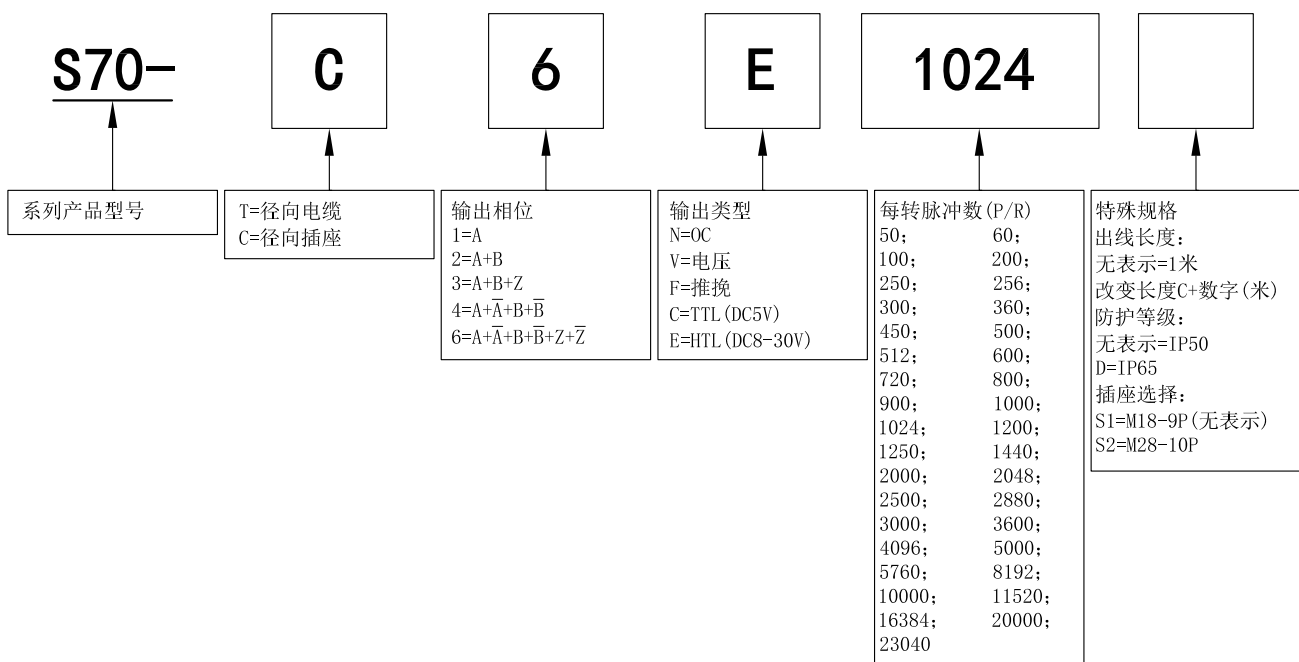 S70- C 6 E 1024
系列产品型号
T=径向电缆
C=径向插座
输出相位
1=A
2=A+B
3=A+B+Z
4=A+A̅+B+B̅
6=A+A̅+B+B̅+Z+Z̅
输出类型
N=OC
V=电压
F=推挽
C=TTL(DC5V)
E=HTL(DC8-30V)
每转脉冲数(P/R)
50; 60;
100; 200;
250; 256;
300; 360;
450; 500;
512; 600;
720; 800;
900; 1000;
1024; 1200;
1250; 1440;
2000; 2048;
2500; 2880;
3000; 3600;
4096; 5000;
5760; 8192;
10000; 11520;
16384; 20000;
23040
特殊规格
出线长度:
无表示=1米
改变长度C+数字(米)
防护等级:
无表示=IP50
D=IP65
插座选择:
S1=M18-9P(无表示)
S2=M28-10P